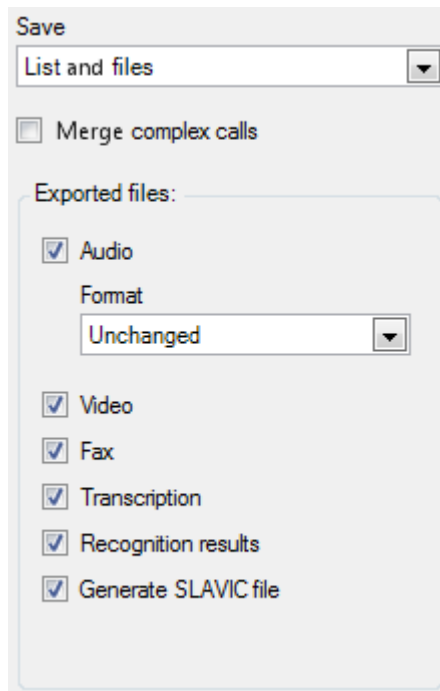 Save
List and files
Merge complex calls
Exported files:
Audio
Format
Unchanged
Video
Fax
Transcription
Recognition results
Generate SLAVIC file